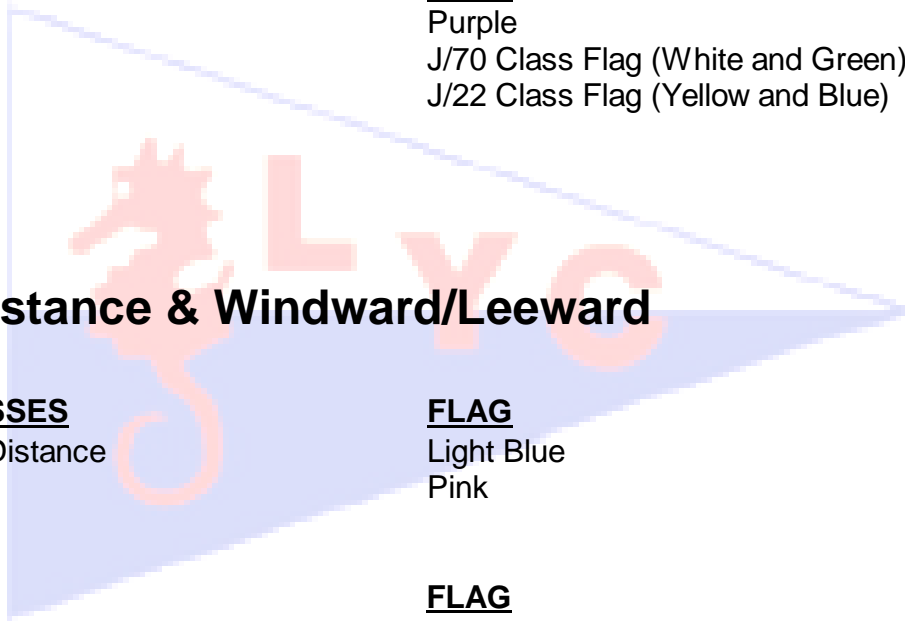 Purple
J/70 Class Flag (White and Green)
J/22 Class Flag (Yellow and Blue)
LYC
stance & Windward/Leeward
SSES FLAG
Distance Light Blue
Pink
FLAG